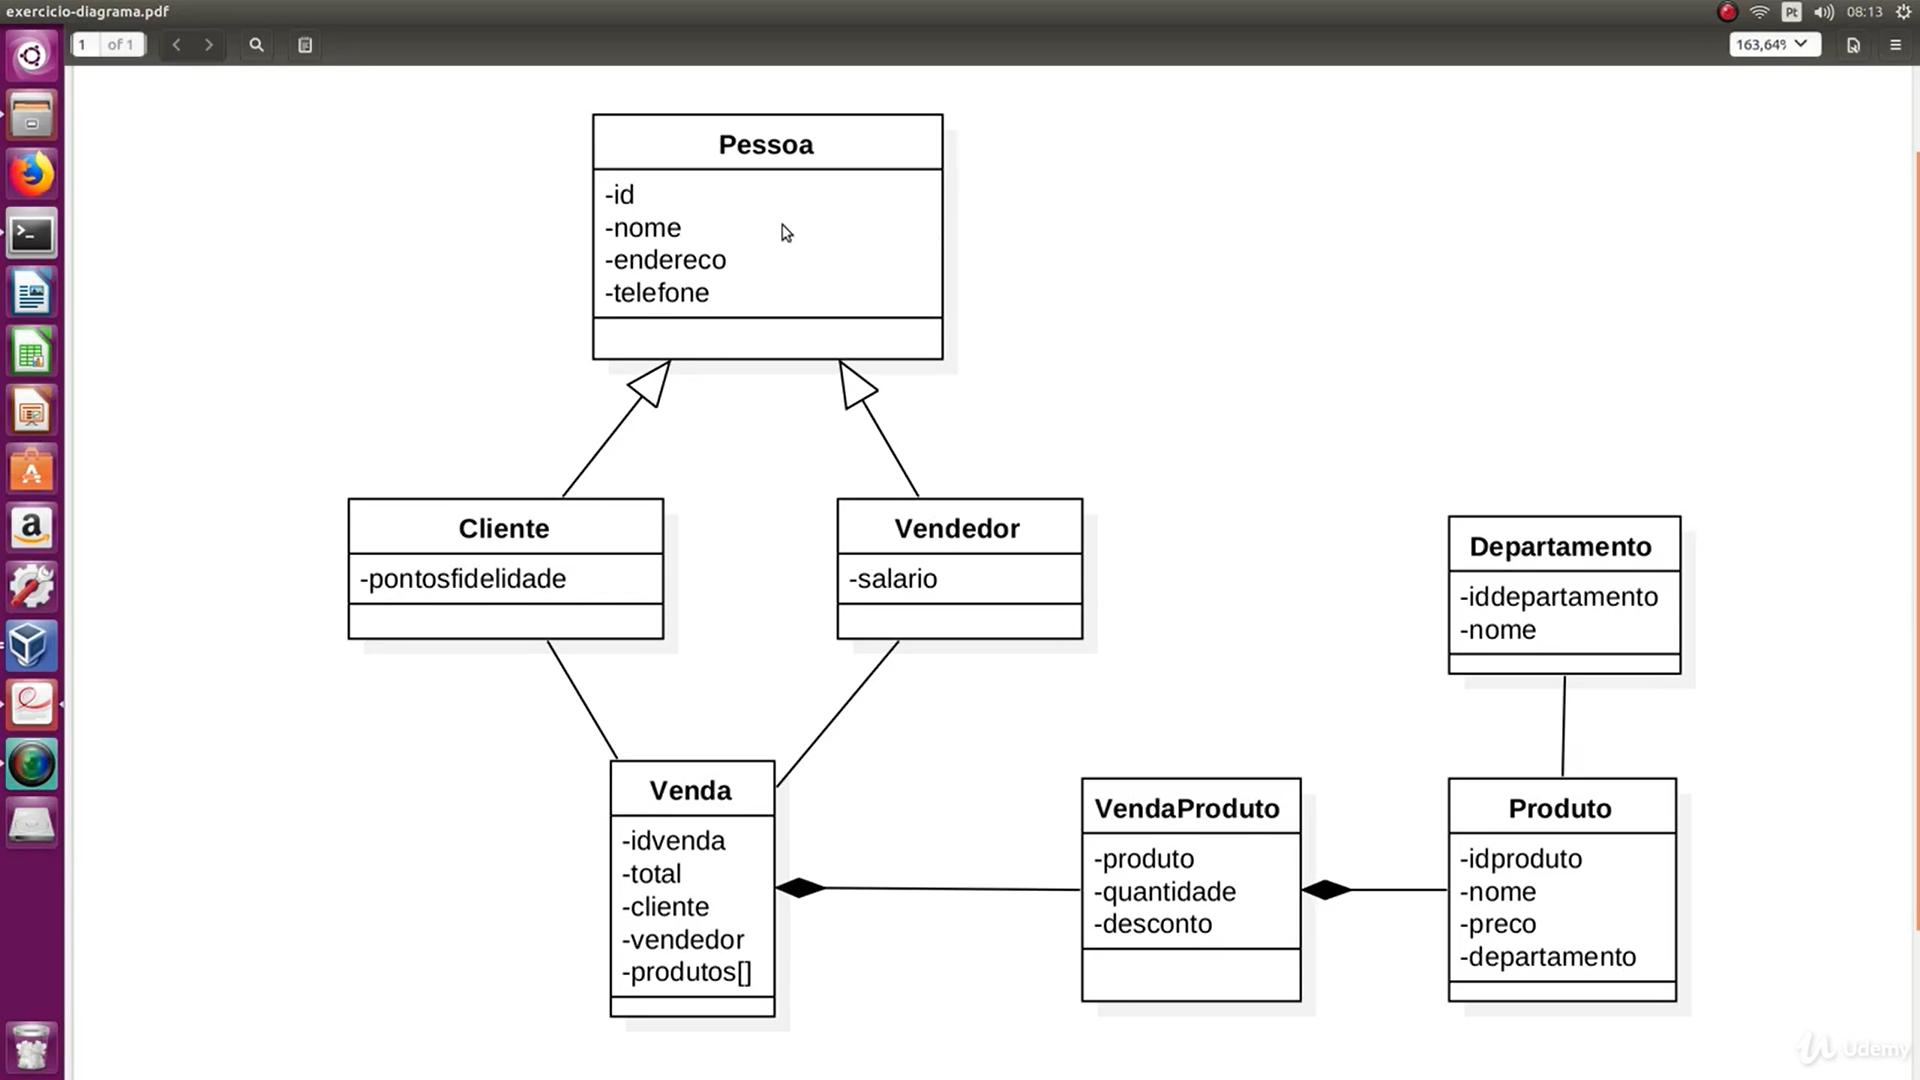 exercicio-diagrama.pdf
Pt
08:13
1 of 1
163,64%
Pessoa
-id
-nome
-endereco
-telefone
Cliente
-pontosfidelidade
Vendedor
-salario
Departamento
-iddepartamento
-nome
Venda
-idvenda
-total
-cliente
-vendedor
-produtos[]
VendaProduto
-produto
-quantidade
-desconto
Produto
-idproduto
-nome
-preco
-departamento
Udemy